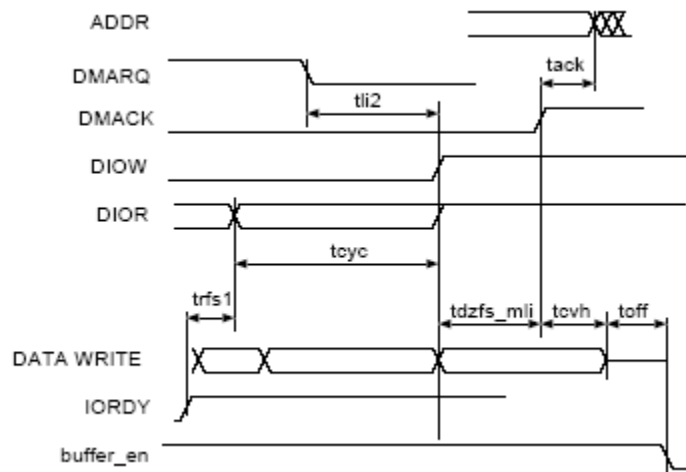 ADDR
DMARQ
tack
tli2
DMACK
DIOW
DIOR
tcyc
trfs1
tdzfs_mli tcvh toff
DATA WRITE
IORDY
buffer_en